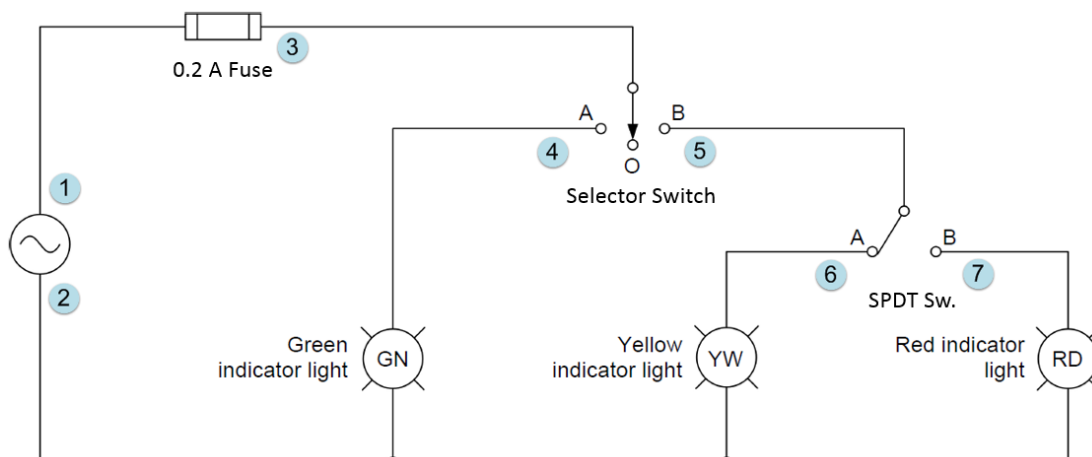 3
0.2 A Fuse
A
B
4
5
O
1
Selector Switch
A
B
2
6
7
SPDT Sw.
Green
indicator light
GN
Yellow
indicator light
YW
Red indicator
light
RD